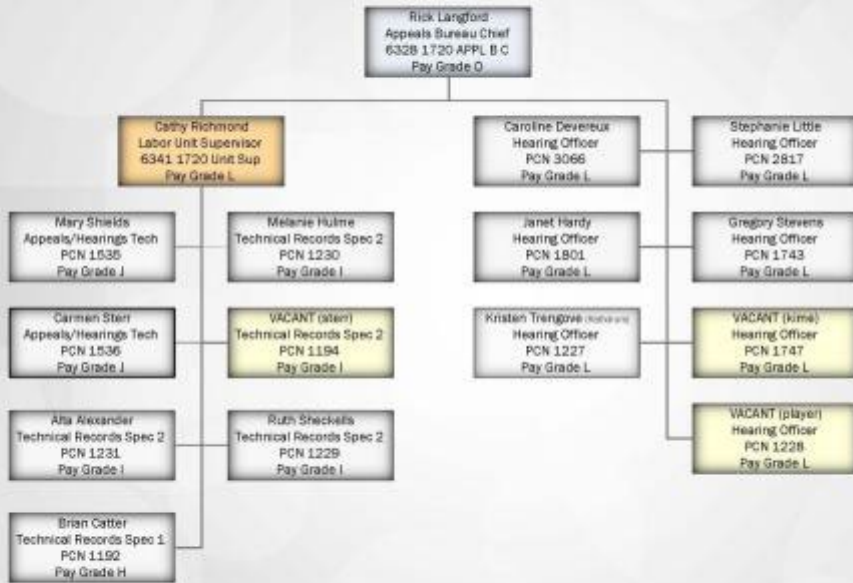 Rick Langford
Appeals Bureau Chief
6328 1720 APPL B C
Pay Grade O
Cathy Richmond
Labor Unit Supervisor
6341 1720 Unit Sup
Pay Grade L
Mary Shields
Appeals/Hearings Tech
PCN 1535
Pay Grade J
Melanie Hulme
Technical Records Spec 2
PCN 1230
Pay Grade I
Carmen Sterr
Appeals/Hearings Tech
PCN 1536
Pay Grade J
VACANT (sterr)
Technical Records Spec 2
PCN 1194
Pay Grade I
Alta Alexander
Technical Records Spec 2
PCN 1231
Pay Grade I
Ruth Sheckells
Technical Records Spec 2
PCN 1229
Pay Grade I
Brian Catter
Technical Records Spec 1
PCN 1192
Pay Grade H
Caroline Devereux
Hearing Officer
PCN 3066
Pay Grade L
Stephanie Little
Hearing Officer
PCN 2817
Pay Grade L
Janet Hardy
Hearing Officer
PCN 1801
Pay Grade L
Gregory Stevens
Hearing Officer
PCN 1743
Pay Grade L
Kristen Trengove
Hearing Officer
PCN 1227
Pay Grade L
VACANT (kime)
Hearing Officer
PCN 1747
Pay Grade L
VACANT (player)
Hearing Officer
PCN 1228
Pay Grade L